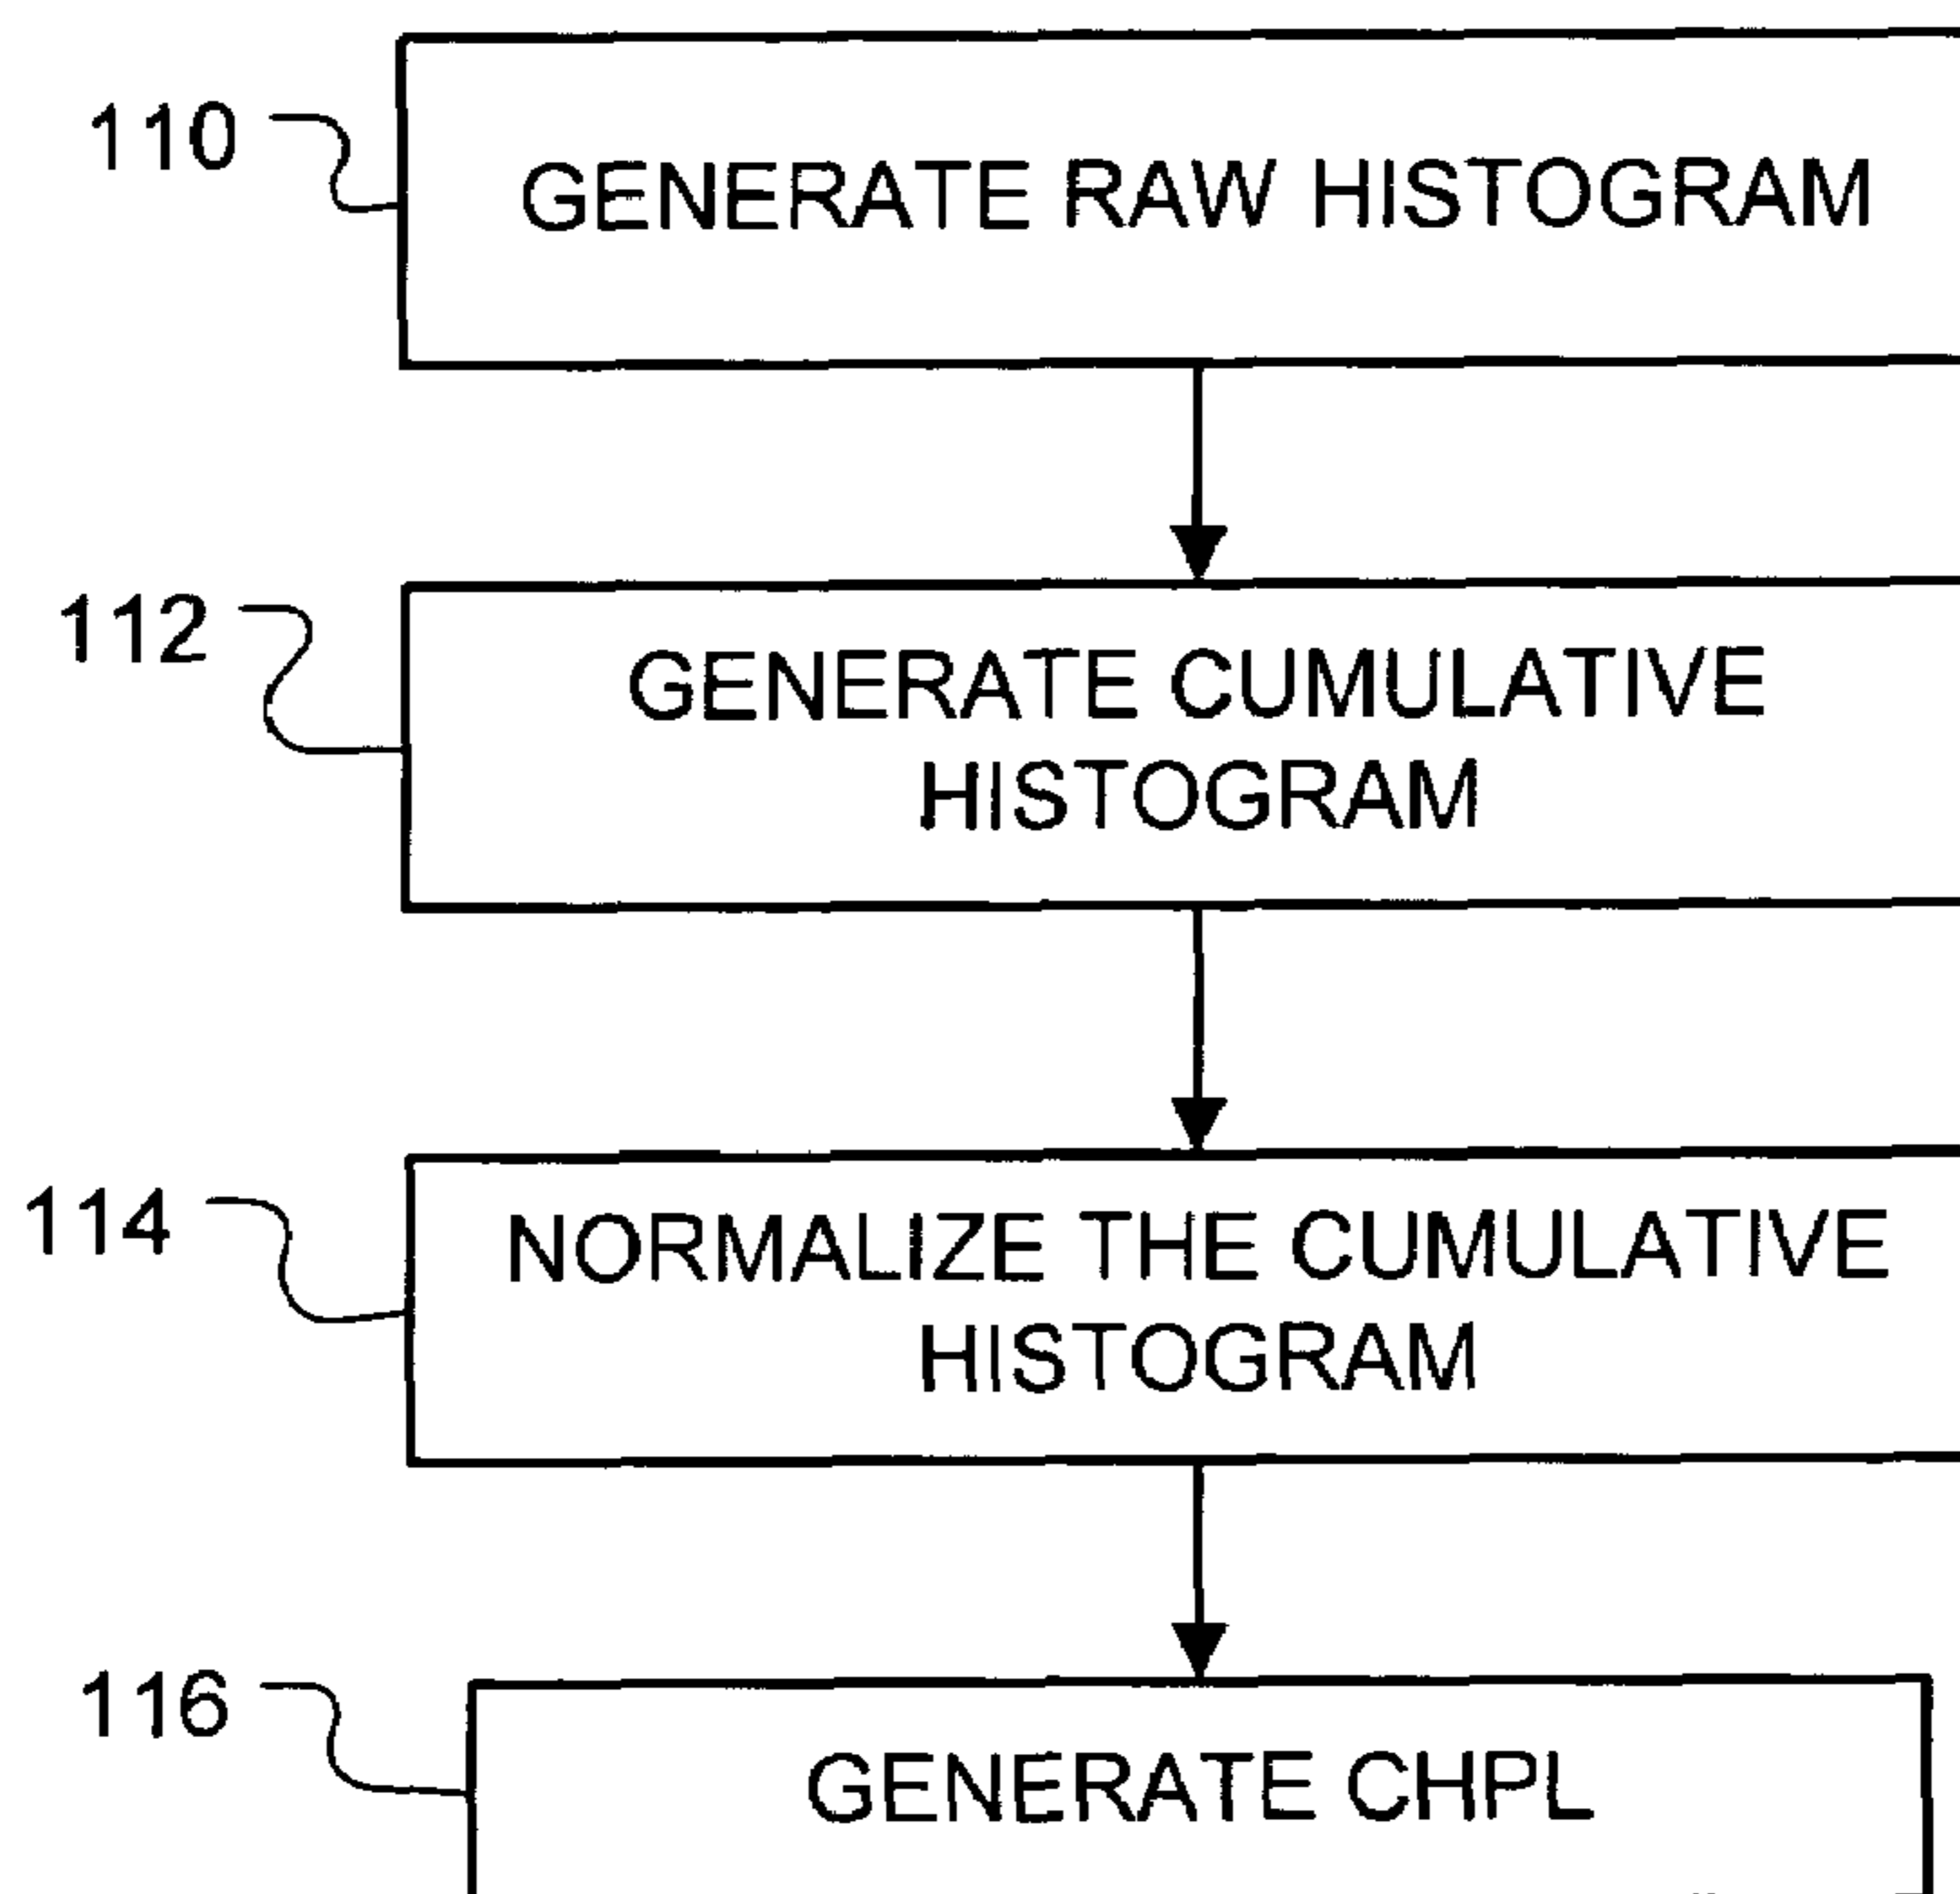 110
GENERATE RAW HISTOGRAM
112
GENERATE CUMULATIVE
HISTOGRAM
114
NORMALIZE THE CUMULATIVE
HISTOGRAM
116
GENERATE CHPL